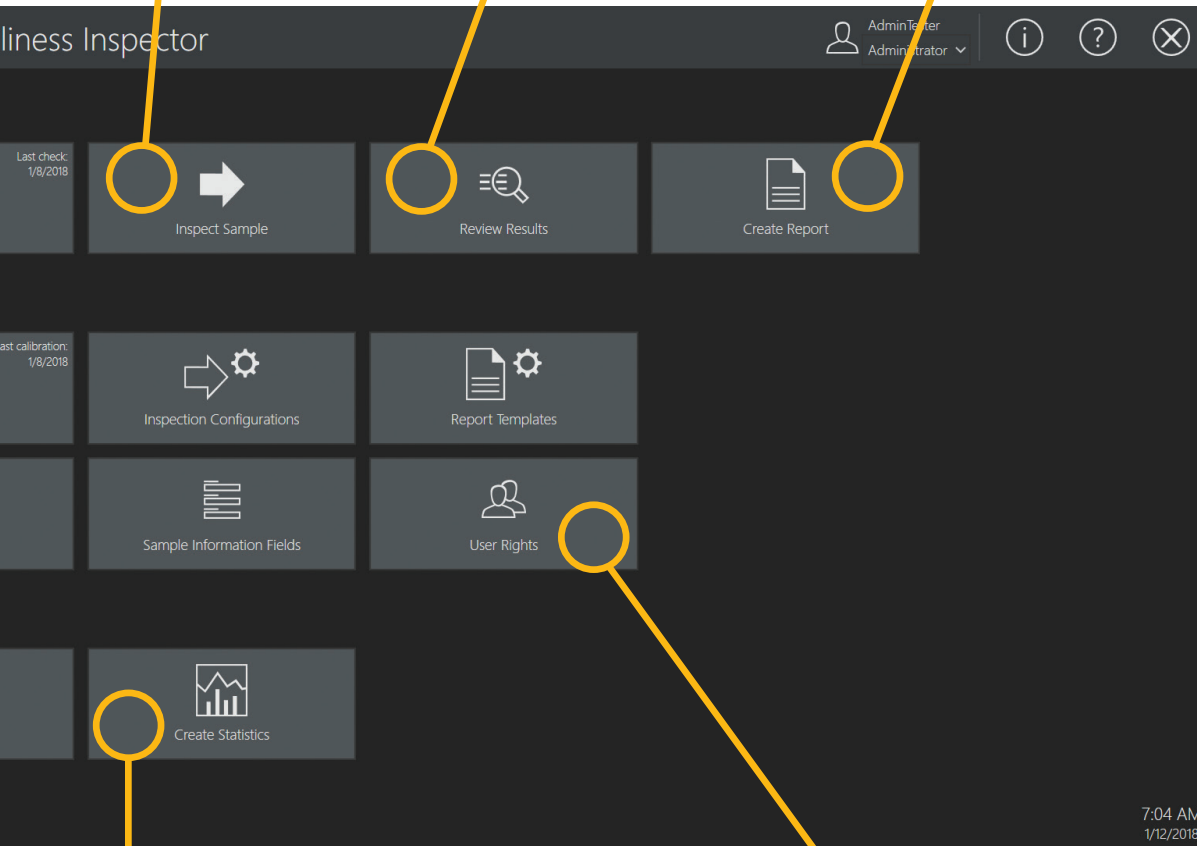 liness Inspector
AdminTester
Administrator
i
?
Last check:
1/8/2018
Inspect Sample
Review Results
Create Report
ast calibration:
1/8/2018
Inspection Configurations
Report Templates
Sample Information Fields
User Rights
Create Statistics
7:04 AM
1/12/2018